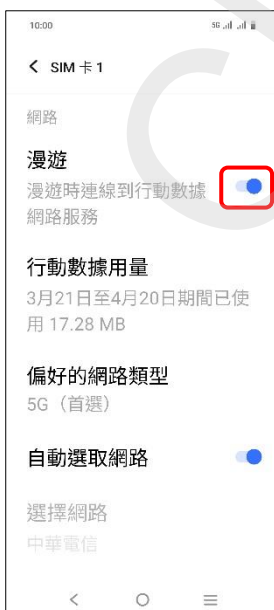 10:00
5G
SIM 卡 1
網路
漫遊
漫遊時連線到行動數據
網路服務
行動數據用量
3月21日至4月20日期間已使
用 17.28 MB
偏好的網路類型
5G（首選）
自動選取網路
選擇網路
中華電信